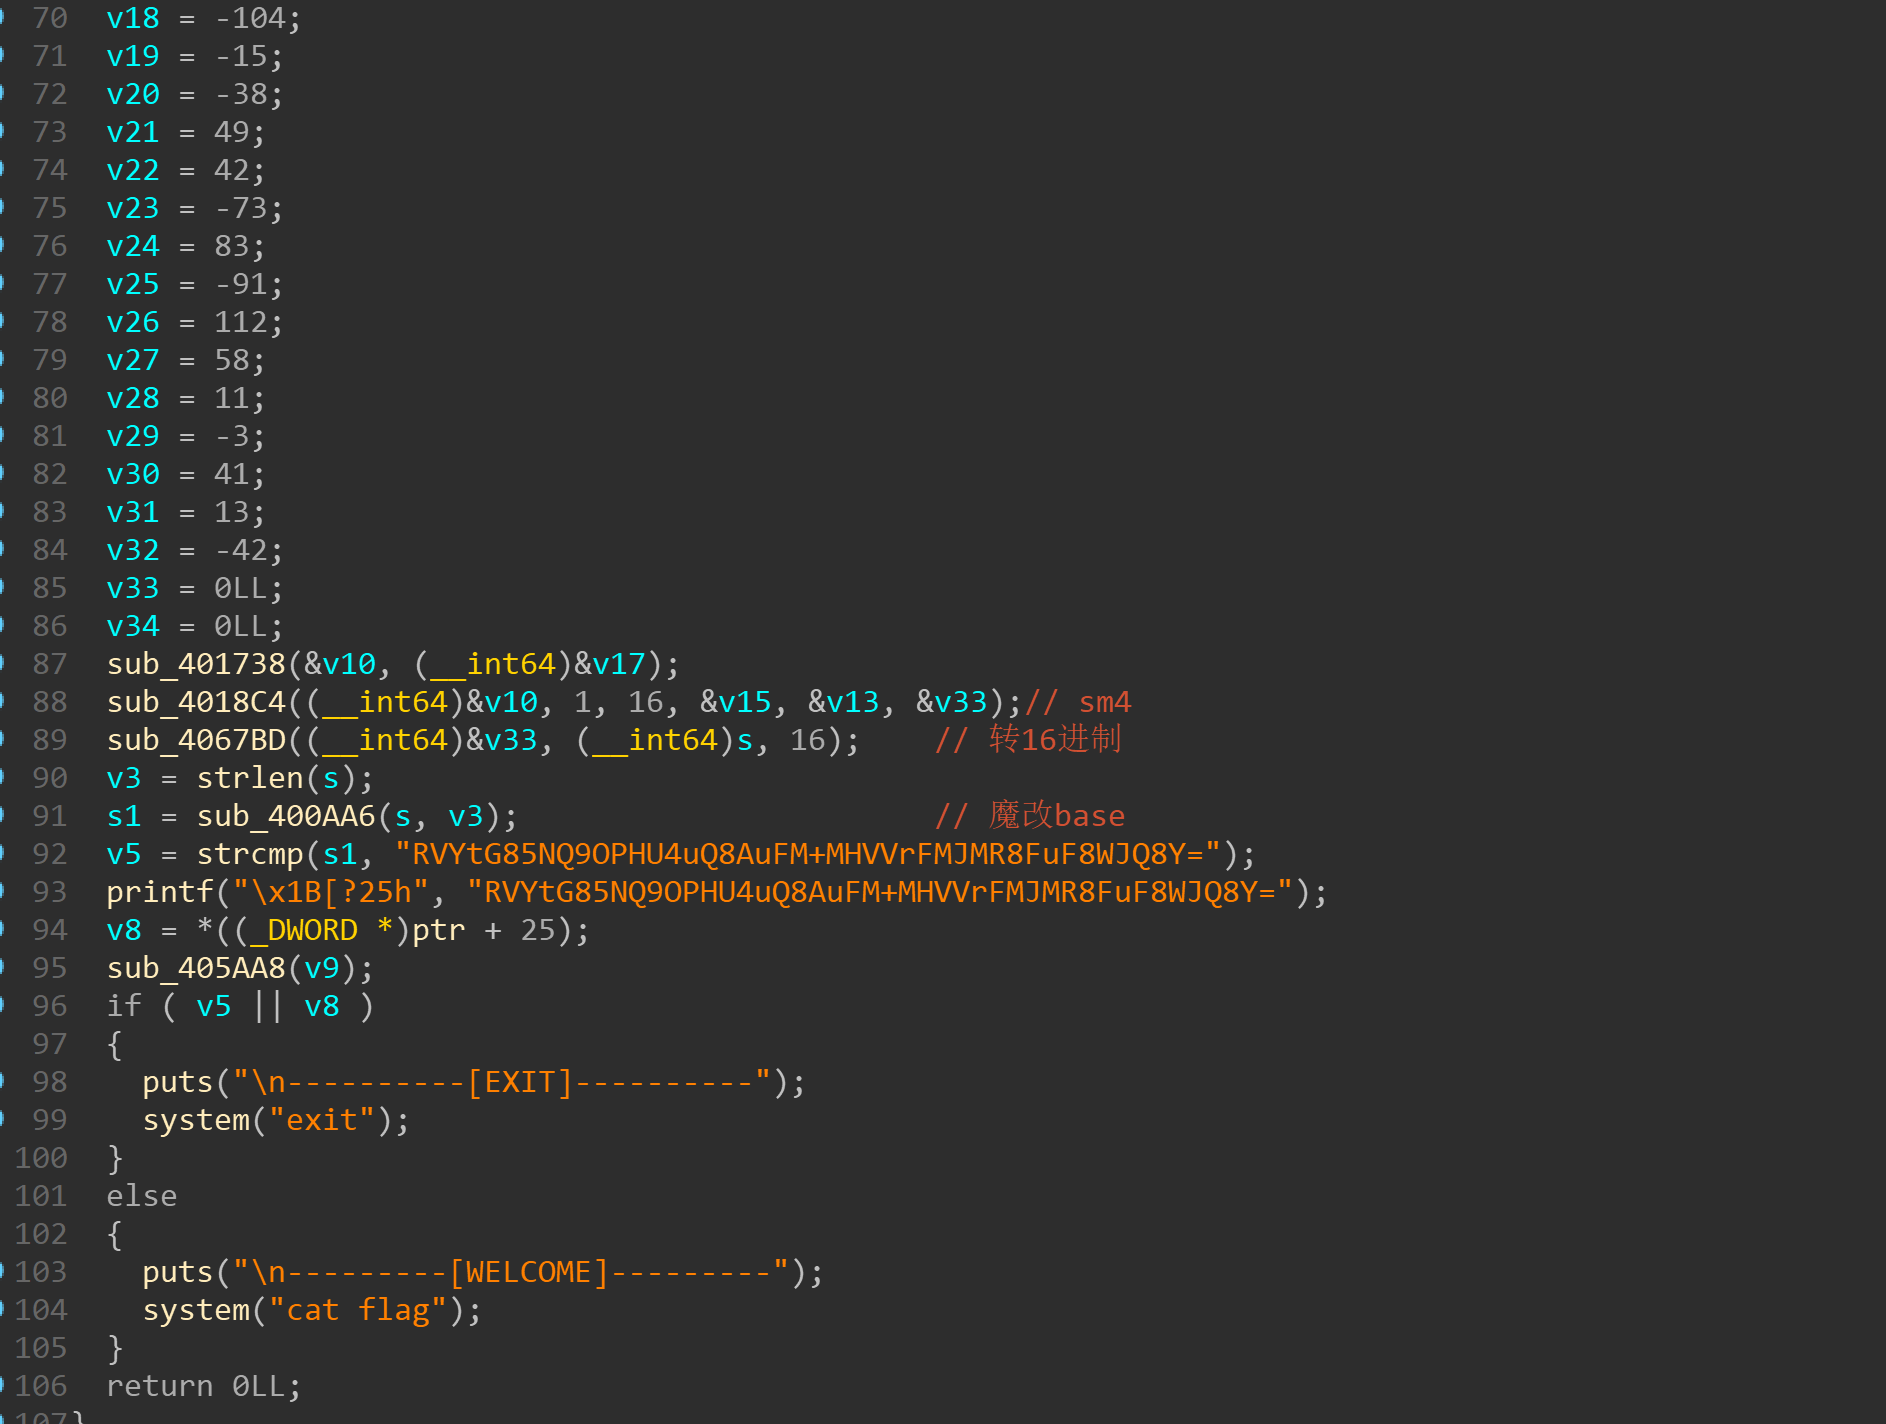 70 v18 = -104;
71 v19 = -15;
72 v20 = -38;
73 v21 = 49;
74 v22 = 42;
75 v23 = -73;
76 v24 = 83;
77 v25 = -91;
78 v26 = 112;
79 v27 = 58;
80 v28 = 11;
81 v29 = -3;
82 v30 = 41;
83 v31 = 13;
84 v32 = -42;
85 v33 = 0LL;
86 v34 = 0LL;
87 sub_401738(&v10, (__int64)&v17);
88 sub_4018C4((__int64)&v10, 1, 16, &v15, &v13, &v33);// sm4
89 sub_4067BD((__int64)&v33, (__int64)s, 16);    // 转16进制
90 v3 = strlen(s);
91 s1 = sub_400AA6(s, v3);                       // 魔改base
92 v5 = strcmp(s1, "RVYtG85NQ9OPHU4uQ8AuFM+MHVVrFMJMR8FuF8WJQ8Y=");
93 printf("\x1B[?25h", "RVYtG85NQ9OPHU4uQ8AuFM+MHVVrFMJMR8FuF8WJQ8Y=");
94 v8 = *((_DWORD *)ptr + 25);
95 sub_405AA8(v9);
96 if ( v5 || v8 )
97 {
98   puts("\n----------[EXIT]----------");
99   system("exit");
100 }
101 else
102 {
103   puts("\n---------[WELCOME]---------");
104   system("cat flag");
105 }
106 return 0LL;
107 }